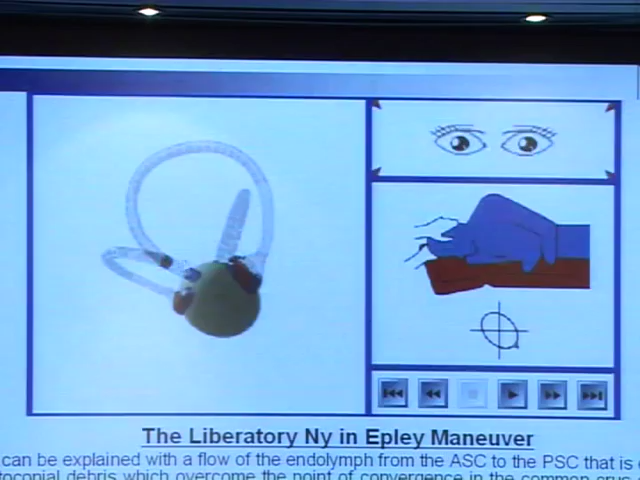 The Liberatory Ny in Epley Maneuver
can be explained with a flow of the endolymph from the ASC to the PSC that is
debris which overcome the point of convergence in the common crus